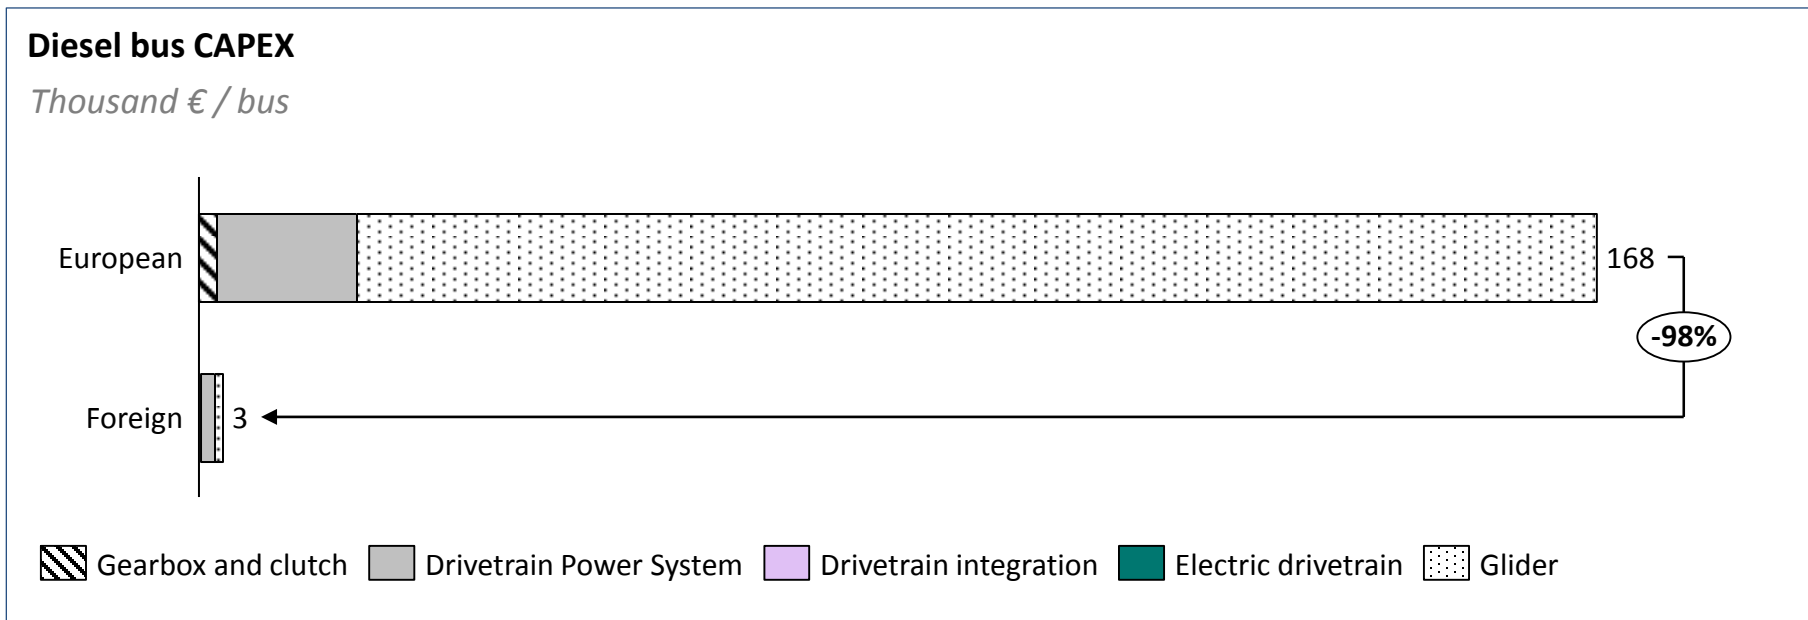 Diesel bus CAPEX
Thousand € / bus
European
168
-98%
Foreign
3
Gearbox and clutch
Drivetrain Power System
Drivetrain integration
Electric drivetrain
Glider